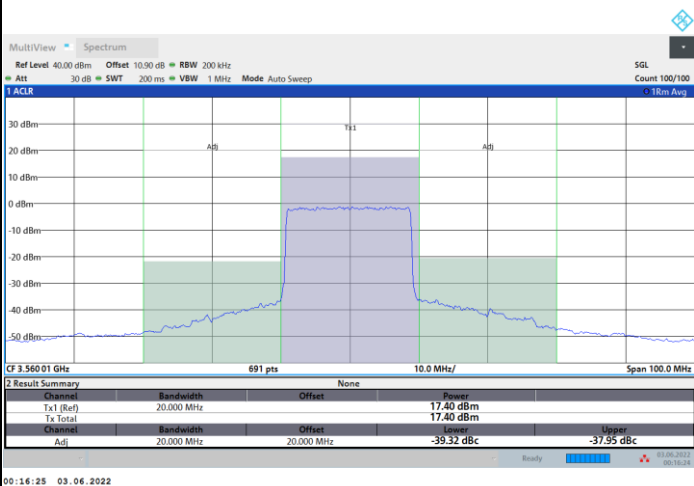 MultiView Spectrum
Ref Level 40.00 dBm Offset 10.90 dB RBW 200 kHz SGL
Att 30 dB SWT 200 ms VBW 1 MHz Mode Auto Sweep Count 100/100
1 ACLR 1Rm Avg
30 dBm
Tx1
20 dBm
Adj Adj
10 dBm
0 dBm
-10 dBm
-20 dBm
-30 dBm
-40 dBm
-50 dBm
CF 3.56001 GHz 691 pts 10.0 MHz/ Span 100.0 MHz
2 Result Summary None
Channel Bandwidth Offset Power
Tx1 (Ref) 20.000 MHz 17.40 dBm
Tx Total 17.40 dBm
Channel Bandwidth Offset Lower Upper
Adj 20.000 MHz 20.000 MHz -39.32 dBc -37.95 dBc
Ready 03.06.2022
00:16:24
00:16:25 03.06.2022